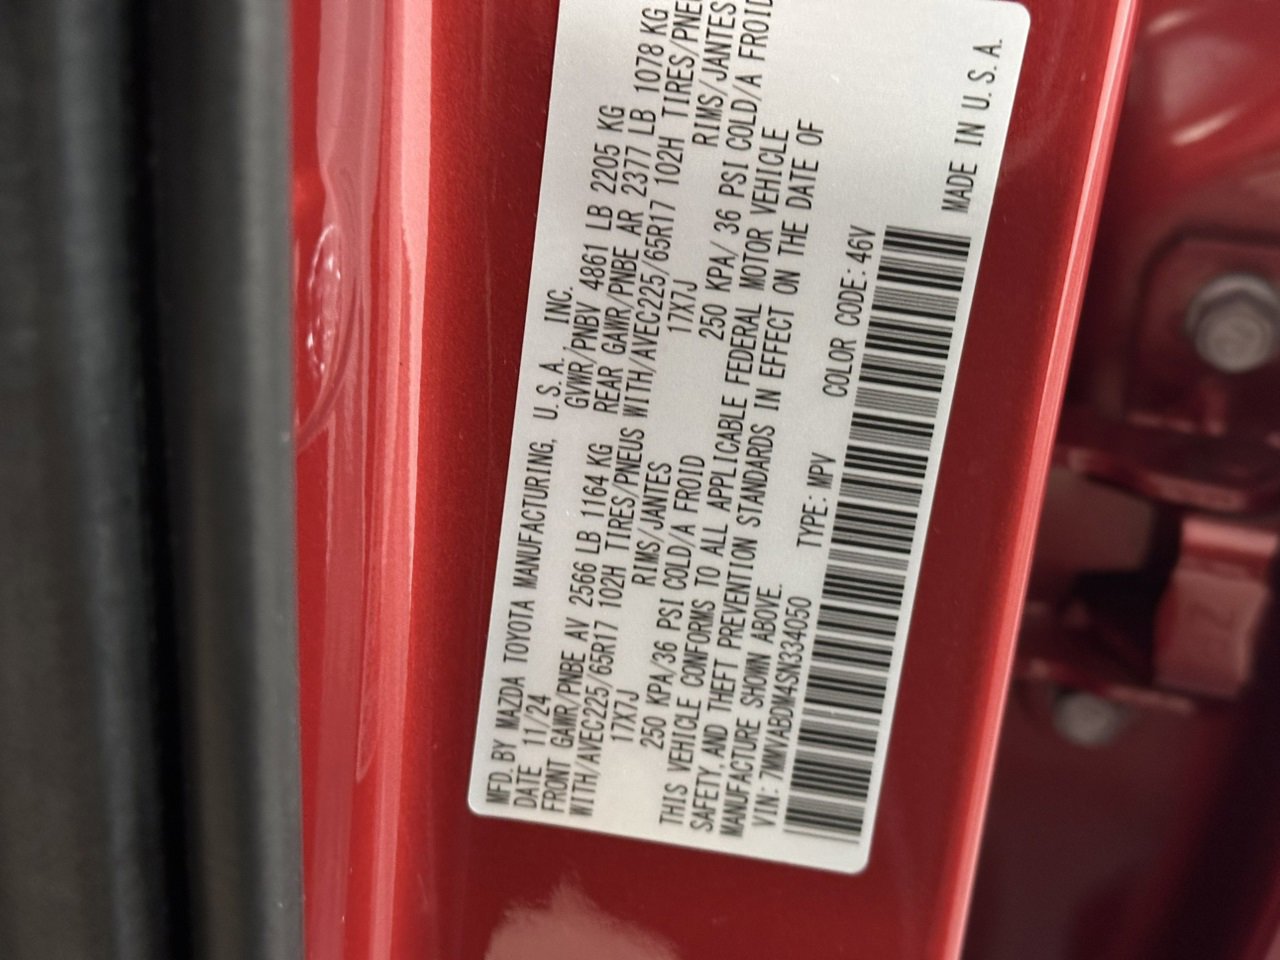 MFD. BY MAZDA TOYOTA MANUFACTURING, U. S. A. INC.
DATE 11/24 GVWR/PNBV 4861 LB 2205 KG
FRONT GAWR/PNBE AV 2566 LB 1164 KG REAR GAWR/PNBE AR 2377 LB 1078 KG
WITH/AVEC225/65R17 102H TIRES/PNEUS WITH/AVEC225/65R17 102H TIRES/
17X7J RIMS/JANTES 17X7J RIMS/JANTES
250 KPA/36 PSI COLD/A FROID 250 KPA/ 36 PSI COLD/A FROID
THIS VEHICLE CONFORMS TO ALL APPLICABLE FEDERAL MOTOR VEHICLE
SAFETY, AND THEFT PREVENTION STANDARDS IN EFFECT ON THE DATE OF
MANUFACTURE SHOWN ABOVE.
VIN: 7MMVABDM4SN334050 TYPE: MPV COLOR CODE: 46V
MADE IN U. S. A.